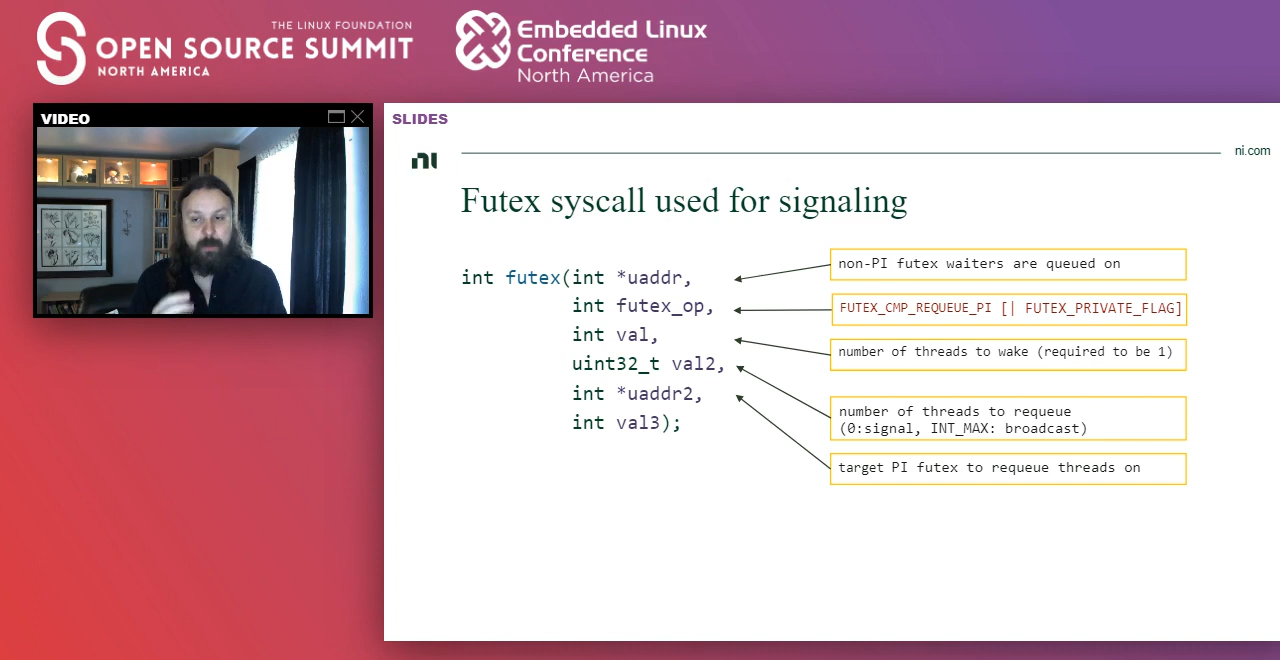 THE LINUX FOUNDATION
OPEN SOURCE SUMMIT
NORTH AMERICA
Embedded Linux
Conference
North America
VIDEO
SLIDES
ni
ni.com
Futex syscall used for signaling
int futex(int *uaddr,
int futex_op,
int val,
uint32_t val2,
int *uaddr2,
int val3);
non-PI futex waiters are queued on
FUTEX_CMP_REQUEUE_PI [| FUTEX_PRIVATE_FLAG]
number of threads to wake (required to be 1)
number of threads to requeue
(0:signal, INT_MAX: broadcast)
target PI futex to requeue threads on